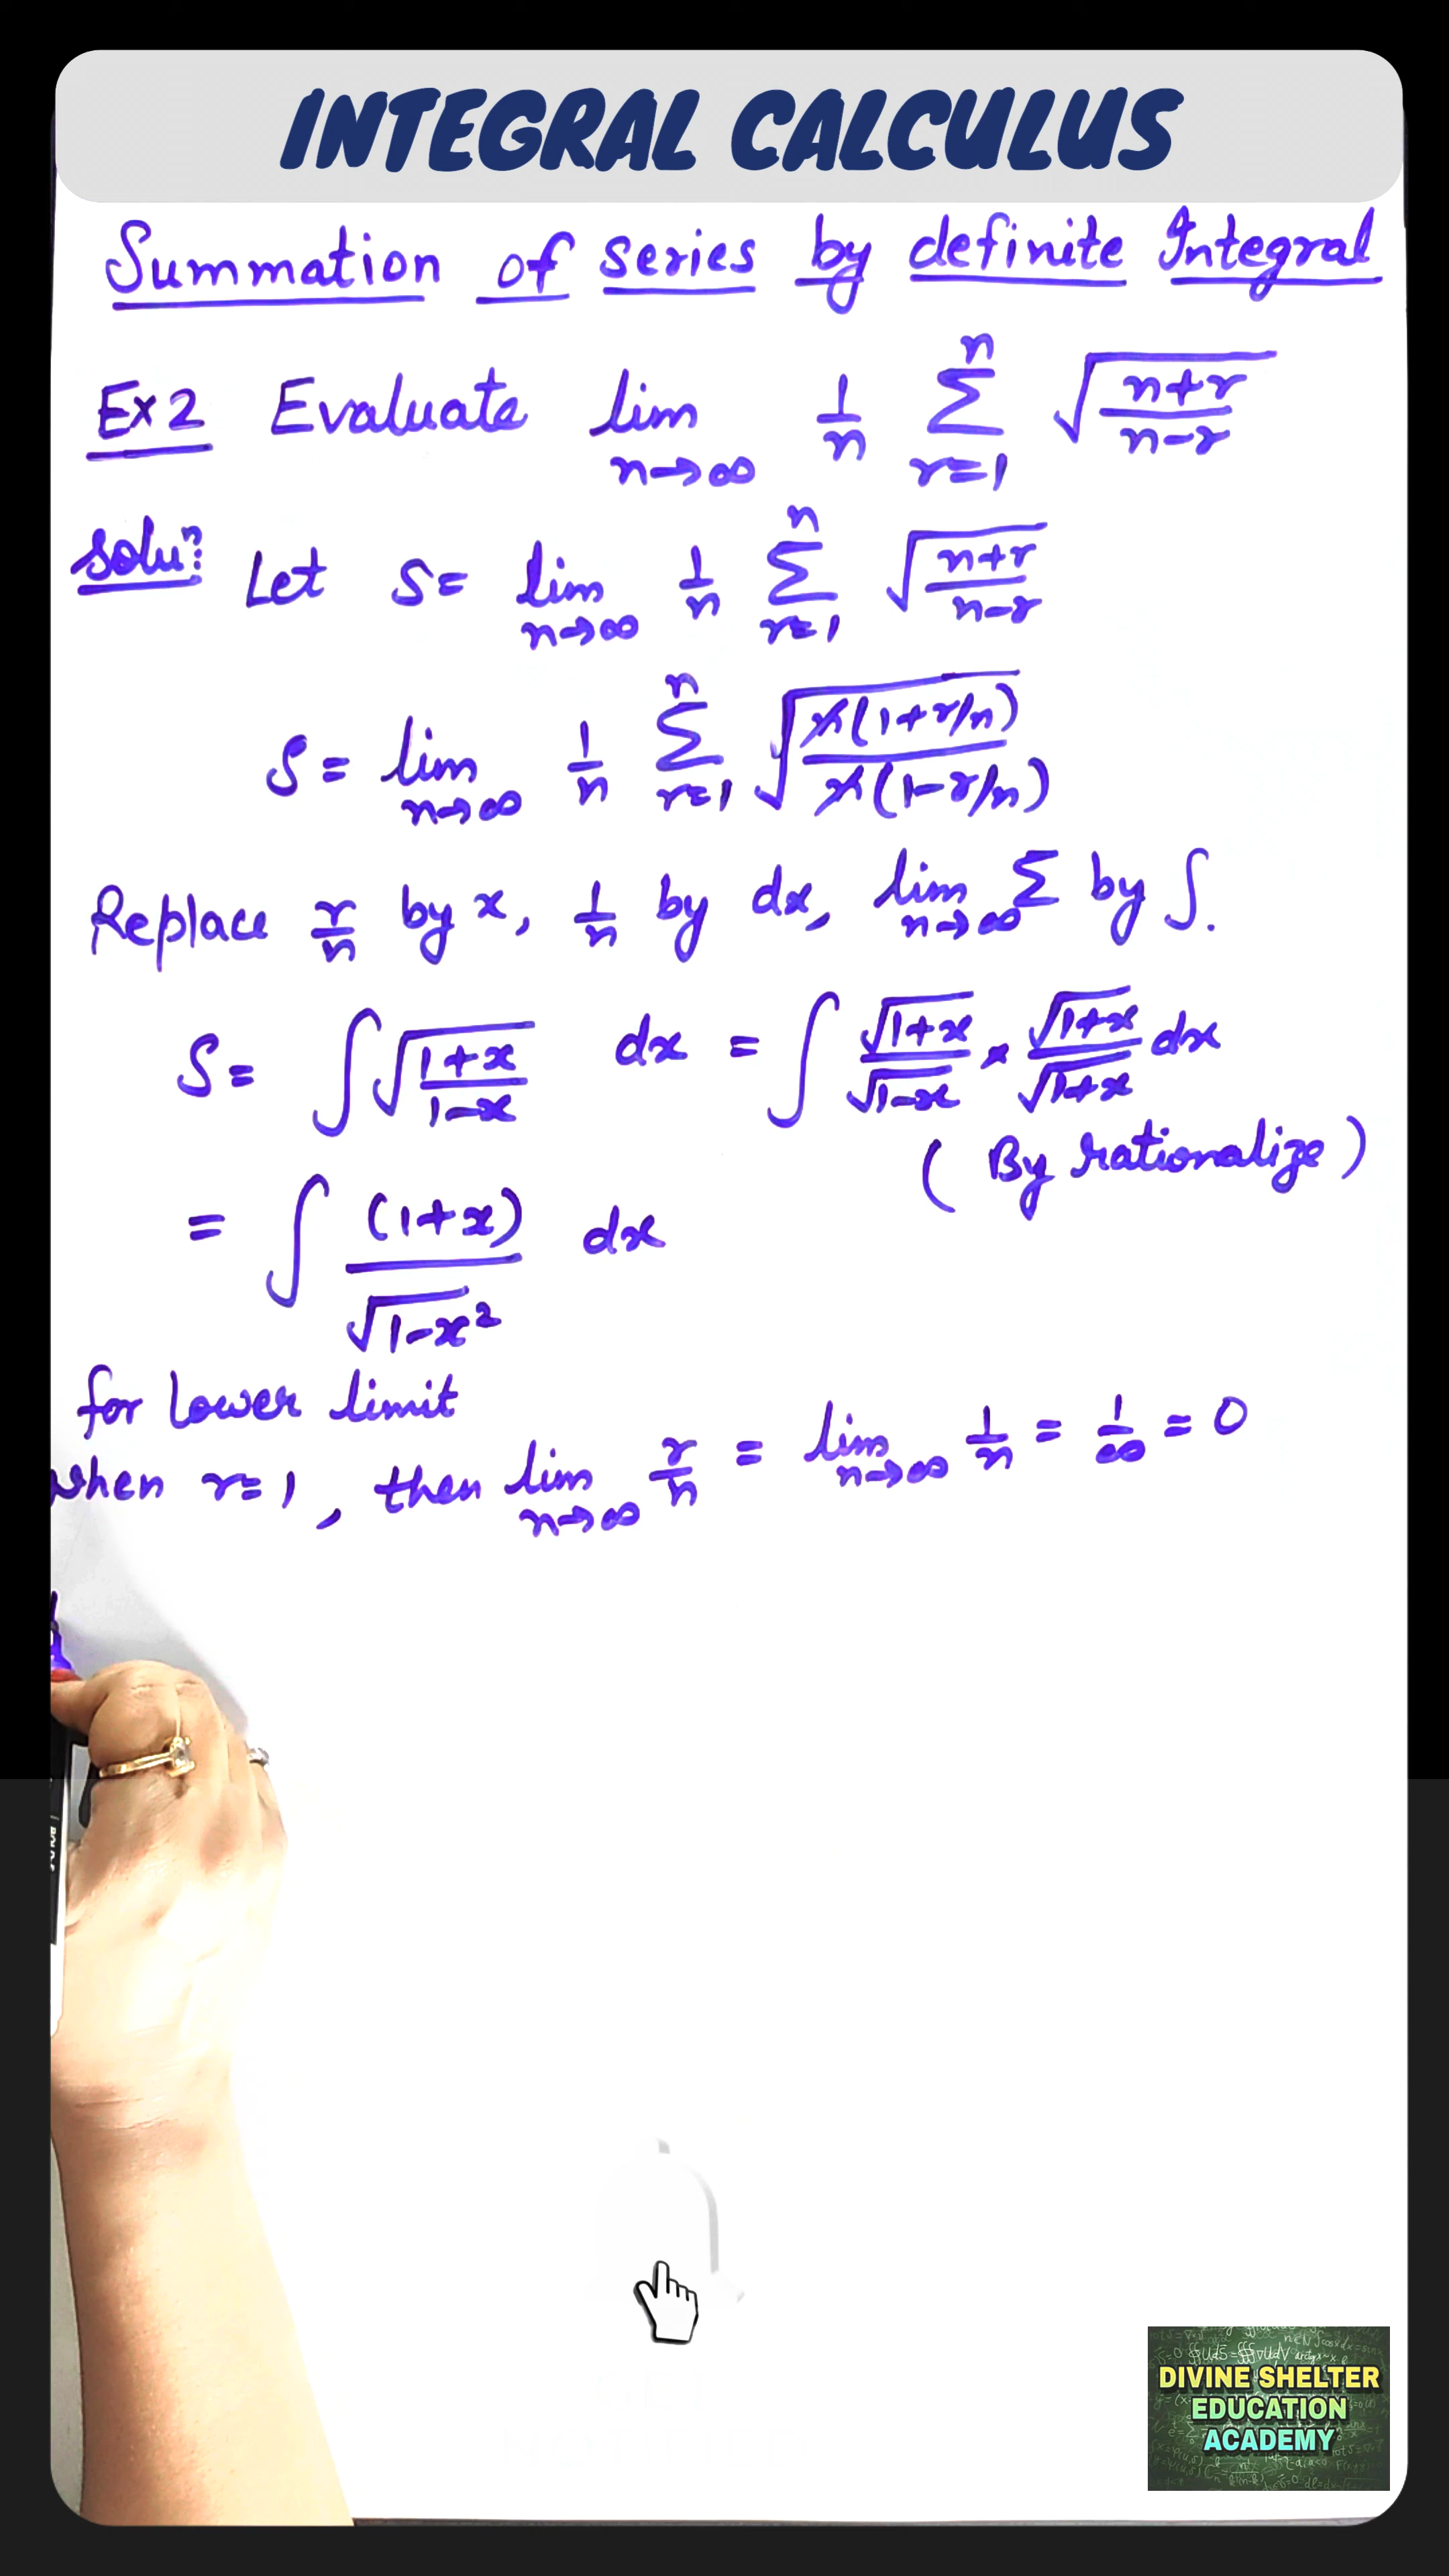 INTEGRAL CALCULUS
Summation of series by definite Integral
Ex 2 Evaluate lim n→∞ 1/n Σ r=1 n √((n+r)/(n-r))
Soluⁿ: Let S = lim n→∞ 1/n Σ r=1 n √((n+r)/(n-r))
S = lim n→∞ 1/n Σ r=1 n √(n(1+r/n)/n(1-r/n))
Replace r/n by x, 1/n by dx, lim n→∞ Σ by ∫.
S = ∫ √((1+x)/(1-x)) dx = ∫ √(1+x)/√(1-x) × √(1+x)/√(1+x) dx
( By rationalize )
= ∫ (1+x)/√(1-x²) dx
for lower limit
when r=1, then lim n→∞ r/n = lim n→∞ 1/n = 1/∞ = 0
DIVINE SHELTER
EDUCATION
ACADEMY